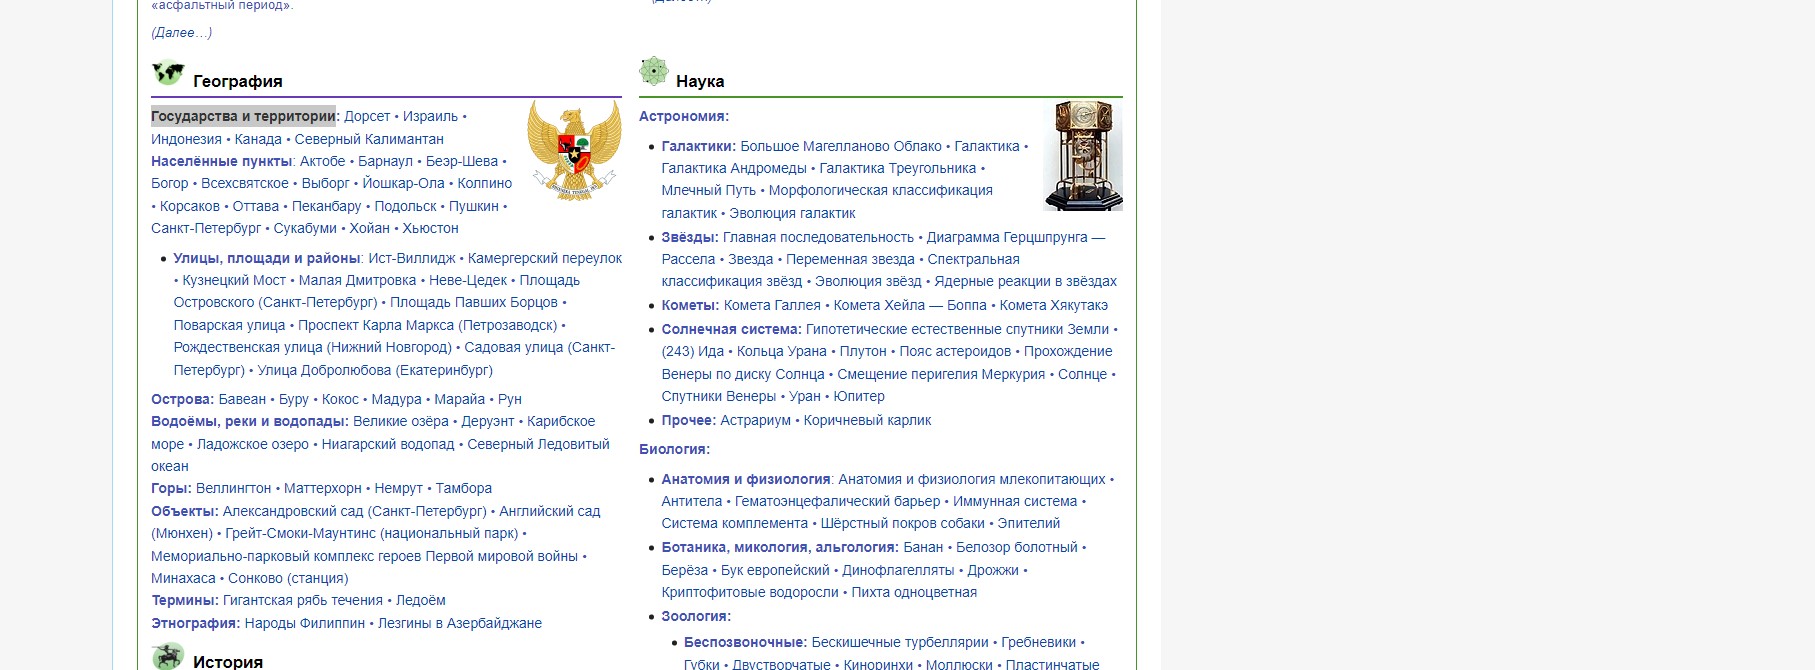 «асфальтный период».
(Далее…)
География
Государства и территории: Дорсет • Израиль •
Индонезия • Канада • Северный Калимантан
Населённые пункты: Актобе • Барнаул • Беэр-Шева •
Богор • Всехсвятское • Выборг • Йошкар-Ола • Колпино
• Корсаков • Оттава • Пеканбару • Подольск • Пушкин •
Санкт-Петербург • Сукабуми • Хойан • Хьюстон
• Улицы, площади и районы: Ист-Виллидж • Камергерский переулок
• Кузнецкий Мост • Малая Дмитровка • Неве-Цедек • Площадь
Островского (Санкт-Петербург) • Площадь Павших Борцов •
Поварская улица • Проспект Карла Маркса (Петрозаводск) •
Рождественская улица (Нижний Новгород) • Садовая улица (Санкт-
Петербург) • Улица Добролюбова (Екатеринбург)
Острова: Бавеан • Буру • Кокос • Мадура • Марайа • Рун
Водоёмы, реки и водопады: Великие озёра • Деруэнт • Карибское
море • Ладожское озеро • Ниагарский водопад • Северный Ледовитый
океан
Горы: Веллингтон • Маттерхорн • Немрут • Тамбора
Объекты: Александровский сад (Санкт-Петербург) • Английский сад
(Мюнхен) • Грейт-Смоки-Маунтинс (национальный парк) •
Мемориально-парковый комплекс героев Первой мировой войны •
Минахаса • Сонково (станция)
Термины: Гигантская рябь течения • Ледоём
Этнография: Народы Филиппин • Лезгины в Азербайджане
История
Наука
Астрономия:
• Галактики: Большое Магелланово Облако • Галактика •
Галактика Андромеды • Галактика Треугольника •
Млечный Путь • Морфологическая классификация
галактик • Эволюция галактик
• Звёзды: Главная последовательность • Диаграмма Герцшпрунга —
Рассела • Звезда • Переменная звезда • Спектральная
классификация звёзд • Эволюция звёзд • Ядерные реакции в звёздах
• Кометы: Комета Галлея • Комета Хейла — Боппа • Комета Хякутакэ
• Солнечная система: Гипотетические естественные спутники Земли •
(243) Ида • Кольца Урана • Плутон • Пояс астероидов • Прохождение
Венеры по диску Солнца • Смещение перигелия Меркурия • Солнце •
Спутники Венеры • Уран • Юпитер
• Прочее: Астрариум • Коричневый карлик
Биология:
• Анатомия и физиология: Анатомия и физиология млекопитающих •
Антитела • Гематоэнцефалический барьер • Иммунная система •
Система комплемента • Шёрстный покров собаки • Эпителий
• Ботаника, микология, альгология: Банан • Белозор болотный •
Берёза • Бук европейский • Динофлагелляты • Дрожжи •
Криптофитовые водоросли • Пихта одноцветная
• Зоология:
• Беспозвоночные: Бескишечные турбеллярии • Гребневики •
Губки • Двустворчатые • Киноринхи • Моллюски • Пластинчатые